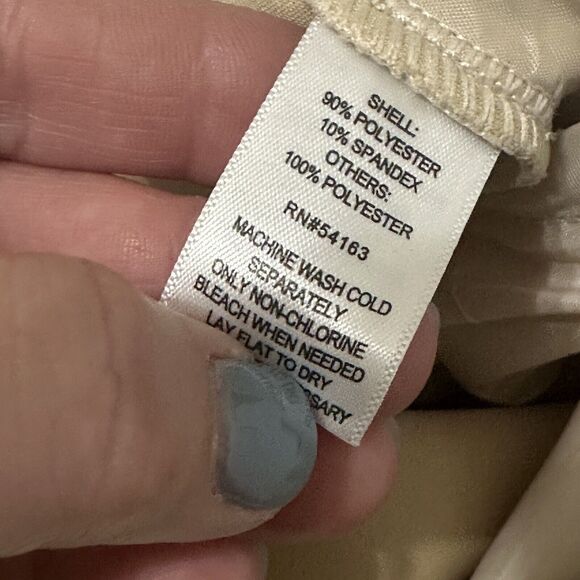 SHELL:
90% POLYESTER
10% SPANDEX
OTHERS:
100% POLYESTER
RN#54163
MACHINE WASH COLD
SEPARATELY
ONLY NON-CHLORINE
BLEACH WHEN NEEDED
LAY FLAT TO DRY